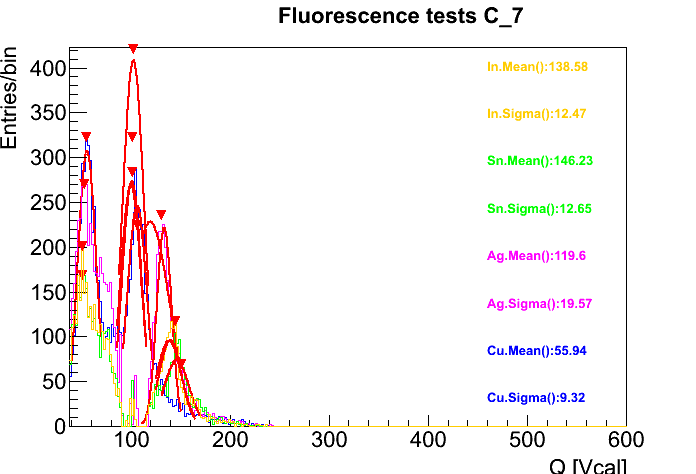 Fluorescence tests C_7
Entries/bin
400
350
300
250
200
150
100
50
0
In.Mean():138.58
In.Sigma():12.47
Sn.Mean():146.23
Sn.Sigma():12.65
Ag.Mean():119.6
Ag.Sigma():19.57
Cu.Mean():55.94
Cu.Sigma():9.32
100 200 300 400 500 600
Q [Vcal]